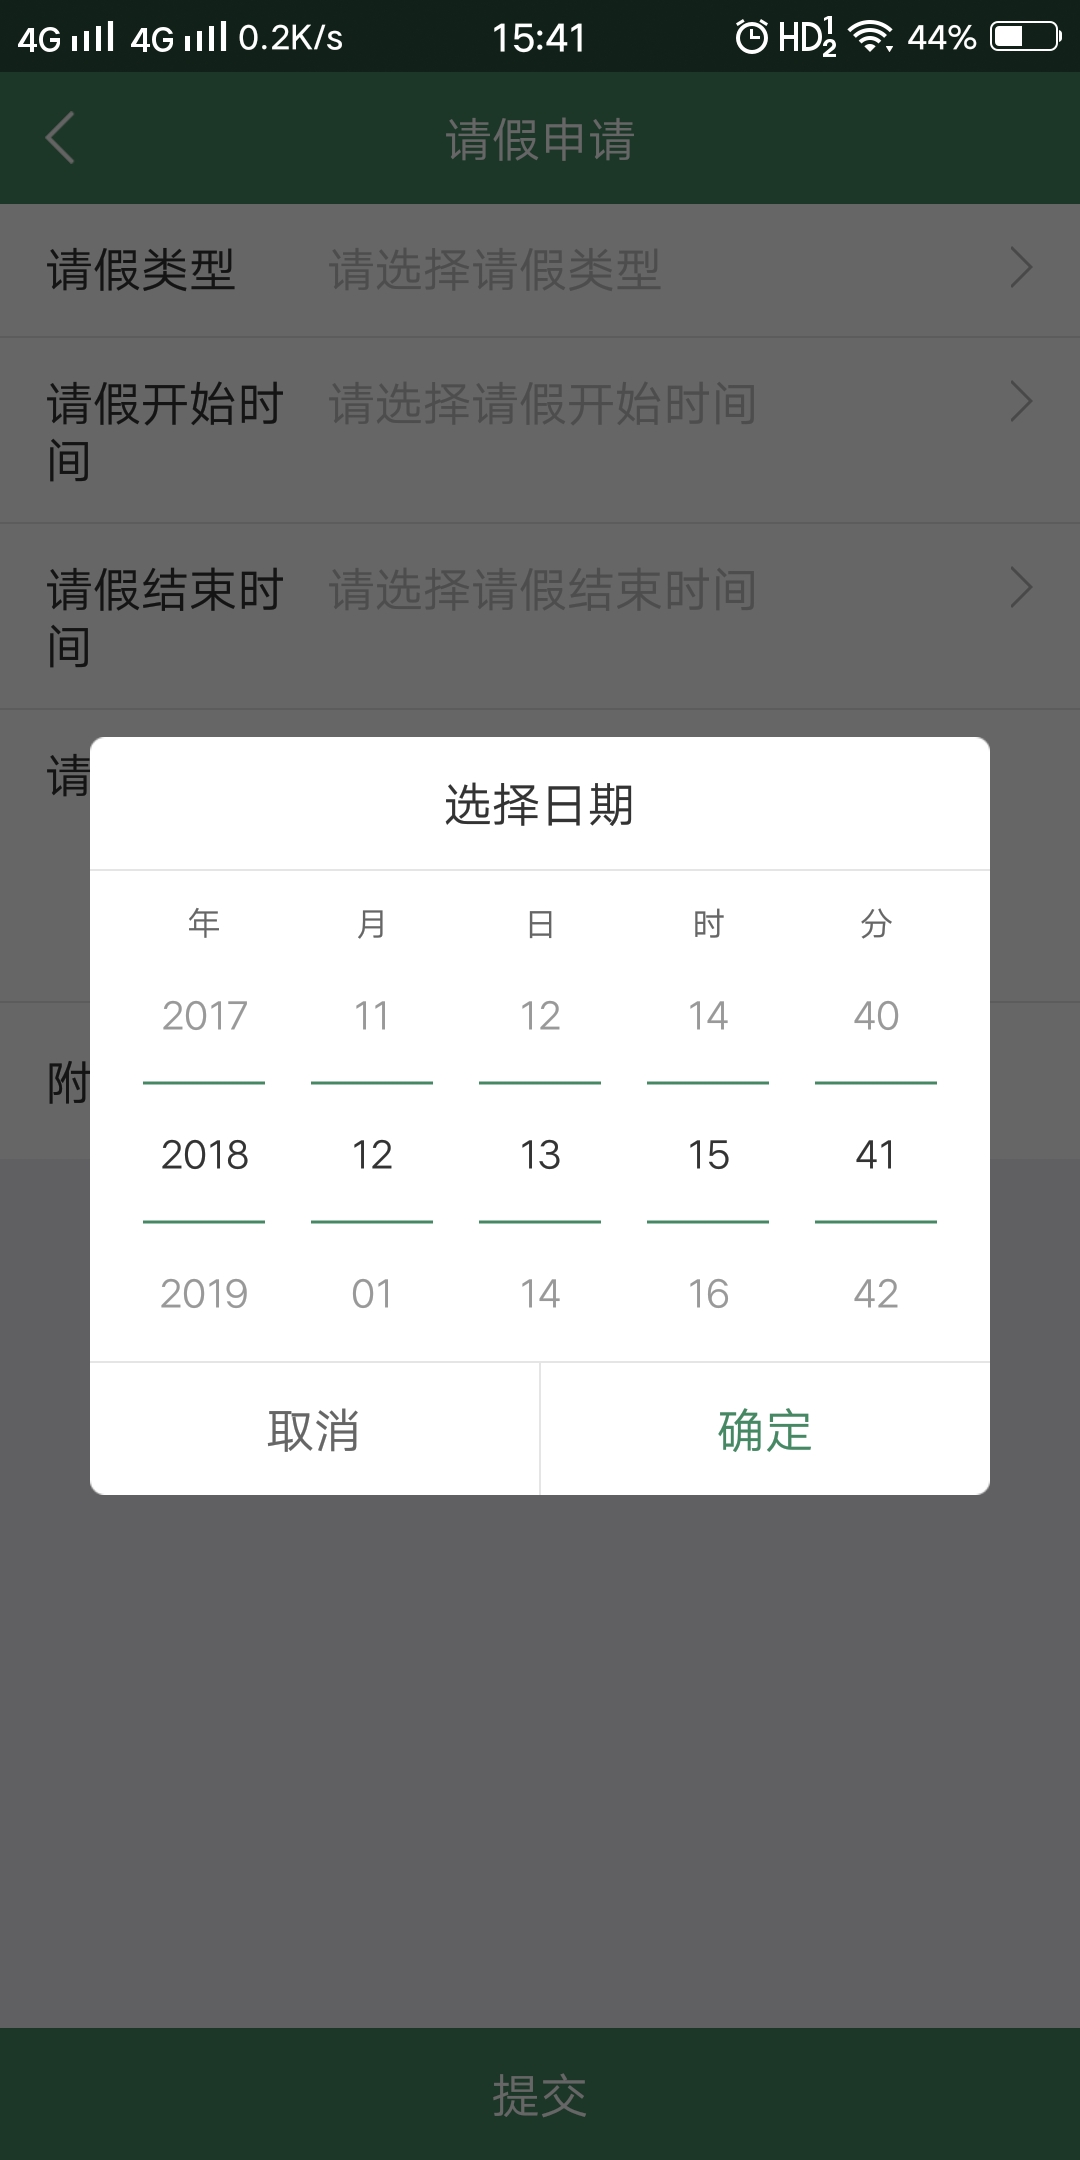 4G 4G 0.2K/s 15:41 HD 1 2 44%
请假申请
请假类型 请选择请假类型
请假开始时 请选择请假开始时间
间
请假结束时 请选择请假结束时间
间
请
附
选择日期
年 月 日 时 分
2017 11 12 14 40
2018 12 13 15 41
2019 01 14 16 42
取消 确定
提交